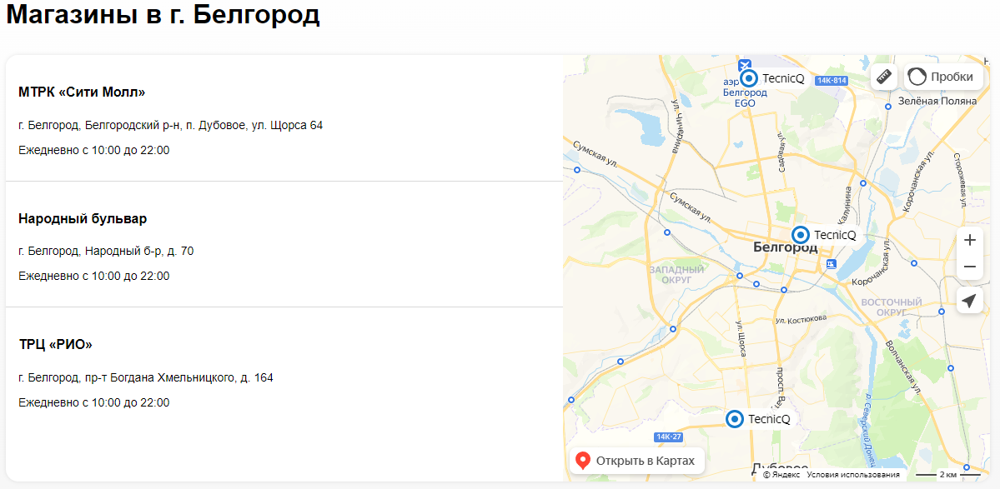 Магазины в г. Белгород
МТРК «Сити Молл»
г. Белгород, Белгородский р-н, п. Дубовое, ул. Щорса 64
Ежедневно с 10:00 до 22:00
Народный бульвар
г. Белгород, Народный б-р, д. 70
Ежедневно с 10:00 до 22:00
ТРЦ «РИО»
г. Белгород, пр-т Богдана Хмельницкого, д. 164
Ежедневно с 10:00 до 22:00
TecnicQ
14К-814
Пробки
Белгород
EGO
Зелёная Поляна
ул. Чичерина
Сумская ул.
Садовая ул.
Корочанская ул.
Сторожевая ул.
Сумская ул.
Калинина
TecnicQ
Белгород
ЗАПАДНЫЙ
ОКРУГ
Корочанская ул.
ВОСТОЧНЫЙ
ОКРУГ
ул. Костюкова
ул. Щорса
Волчанская ул.
просп. В
р. Северский Донец
TecnicQ
14К-27
Открыть в Картах
Дубовое
© Яндекс Условия использования
2 км